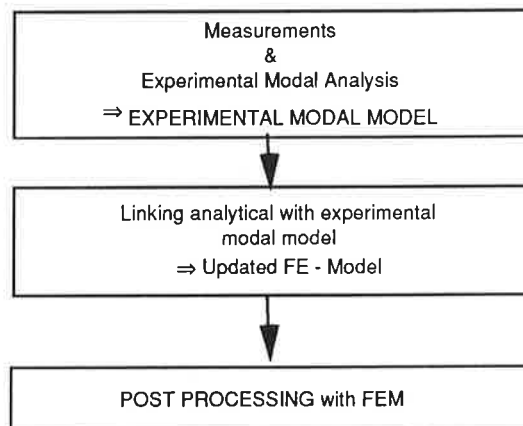 Measurements
&
Experimental Modal Analysis
⇒ EXPERIMENTAL MODAL MODEL
Linking analytical with experimental
modal model
⇒ Updated FE - Model
POST PROCESSING with FEM